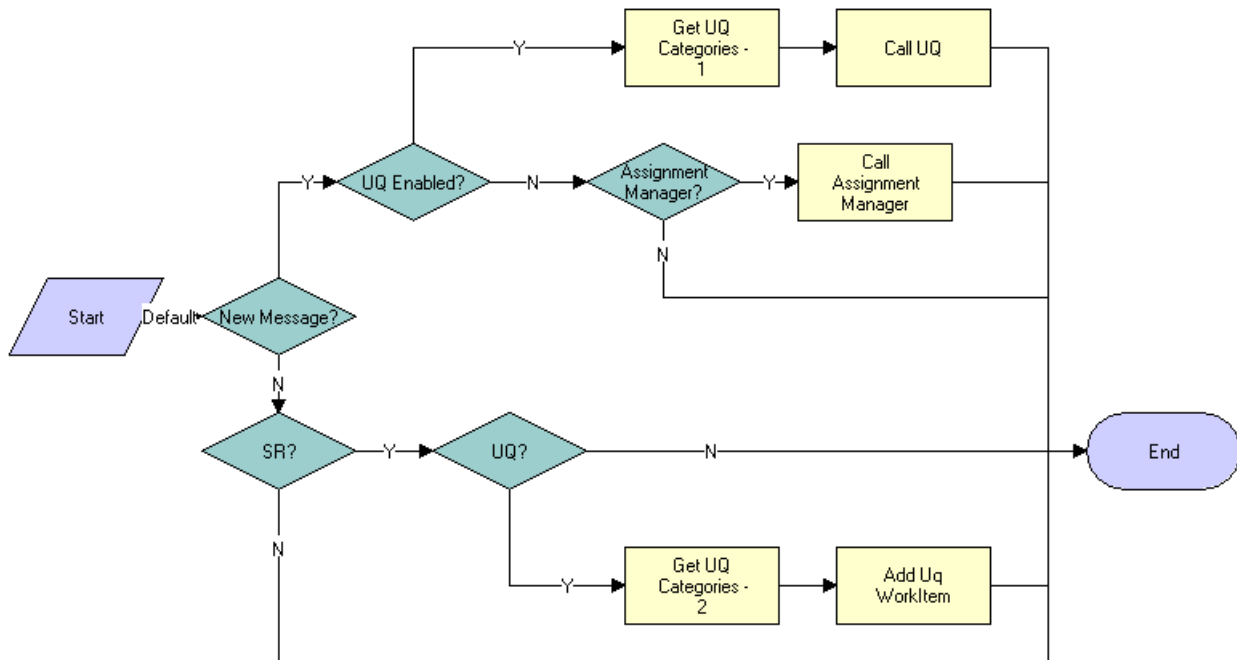 Get UQ
Categories -
1
Call UQ
Y
UQ Enabled?
N
Assignment
Manager?
Y
Call
Assignment
Manager
Y
N
Start
Default
New Message?
N
SR?
Y
UQ?
N
End
N
Y
Get UQ
Categories -
2
Add Uq
WorkItem